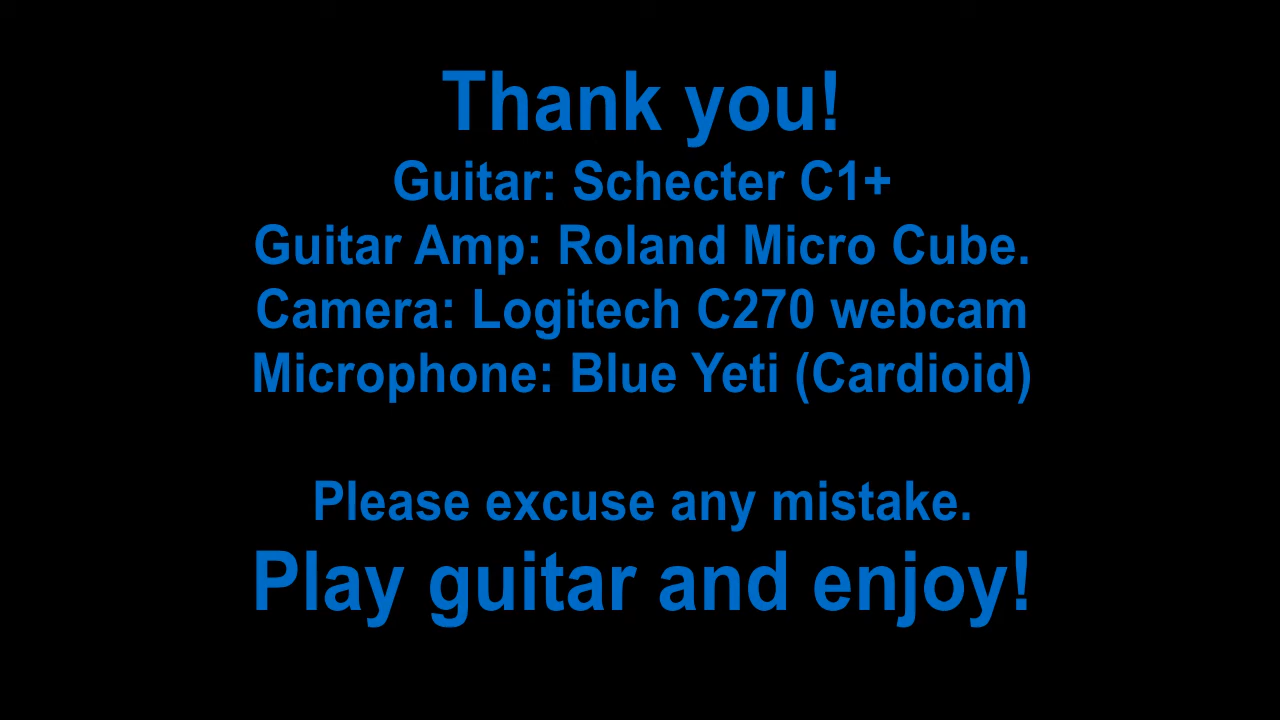 Thank you!
Guitar: Schecter C1+
Guitar Amp: Roland Micro Cube.
Camera: Logitech C270 webcam
Microphone: Blue Yeti (Cardioid)
Please excuse any mistake.
Play guitar and enjoy!